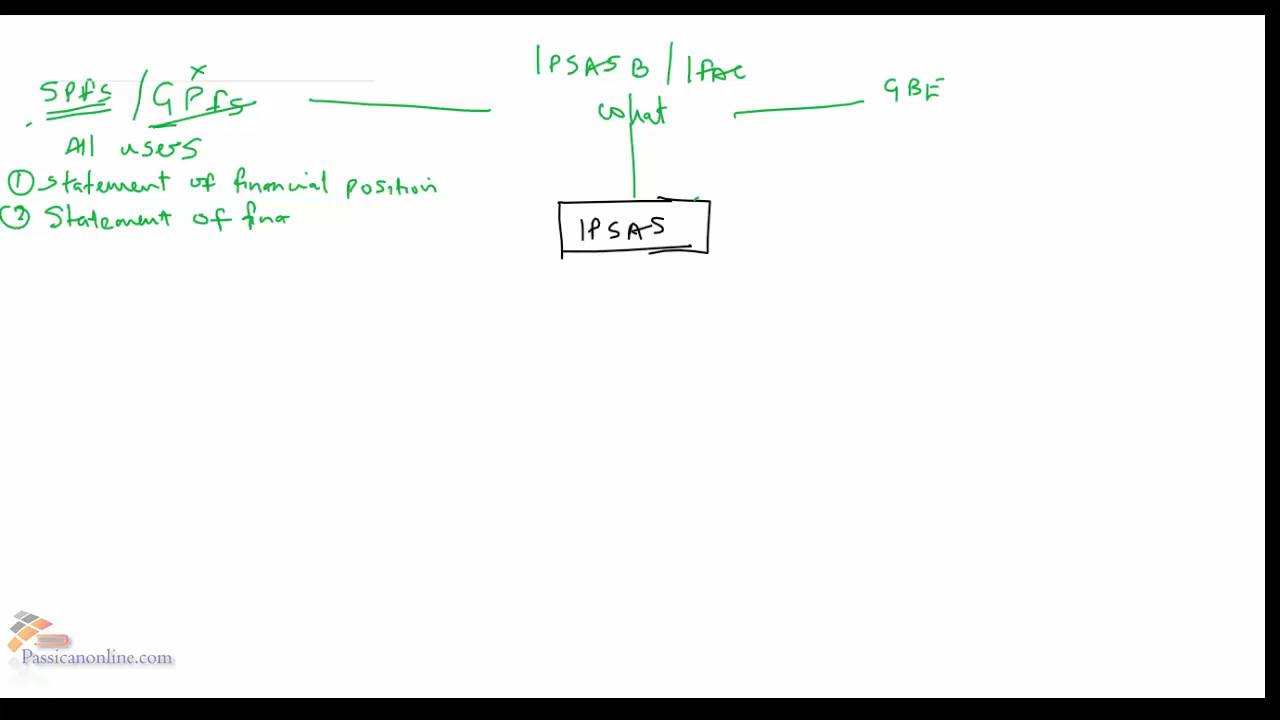 IPSASB / IFAC
SPfs / GPfs
x
GBE
All users
① statement of financial position
② Statement of fina
IPSAS
Passicanonline.com